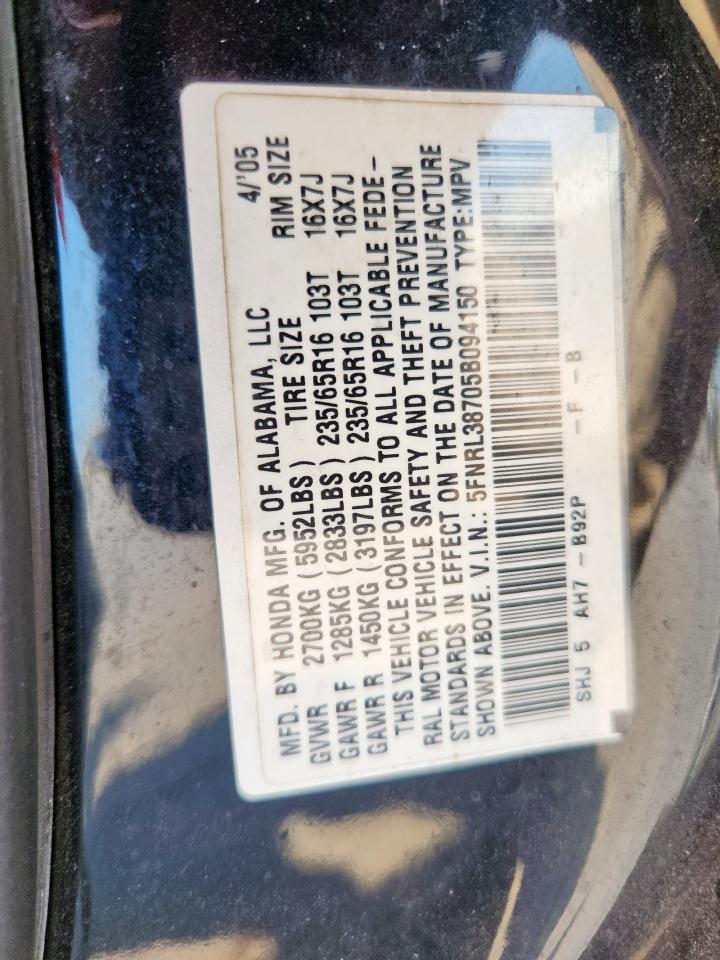 MFD. BY HONDA MFG. OF ALABAMA, LLC 4/'05
GVWR 2700KG (5952LBS) TIRE SIZE RIM SIZE
GAWR F 1285KG (2833LBS) 235/65R16 103T 16X7J
GAWR R 1450KG (3197LBS) 235/65R16 103T 16X7J
THIS VEHICLE CONFORMS TO ALL APPLICABLE FEDE-
RAL MOTOR VEHICLE SAFETY AND THEFT PREVENTION
STANDARDS IN EFFECT ON THE DATE OF MANUFACTURE
SHOWN ABOVE. V.I.N.: 5FNRL38705B094150 TYPE:MPV
SHJ 5 AH7 - B92P - F - B